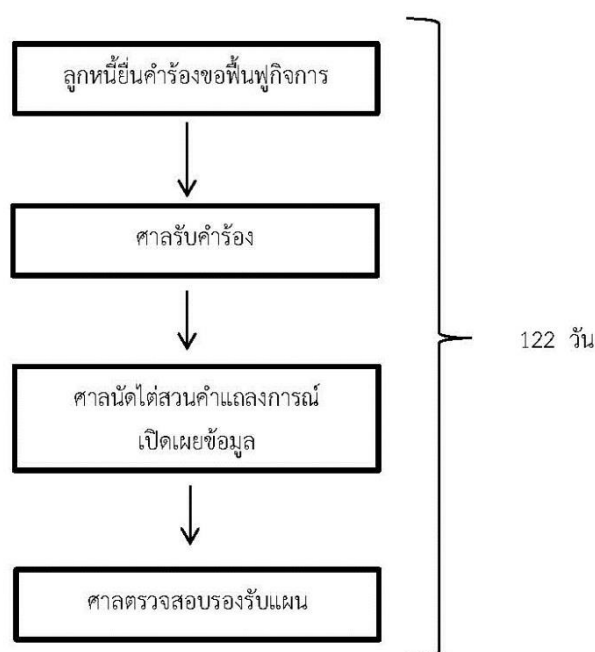 ลูกหนี้ยื่นคำร้องขอฟื้นฟูกิจการ
ศาลรับคำร้อง
ศาลนัดไต่สวนคำแถลงการณ์
เปิดเผยข้อมูล
ศาลตรวจสอบรองรับแผน
122 วัน